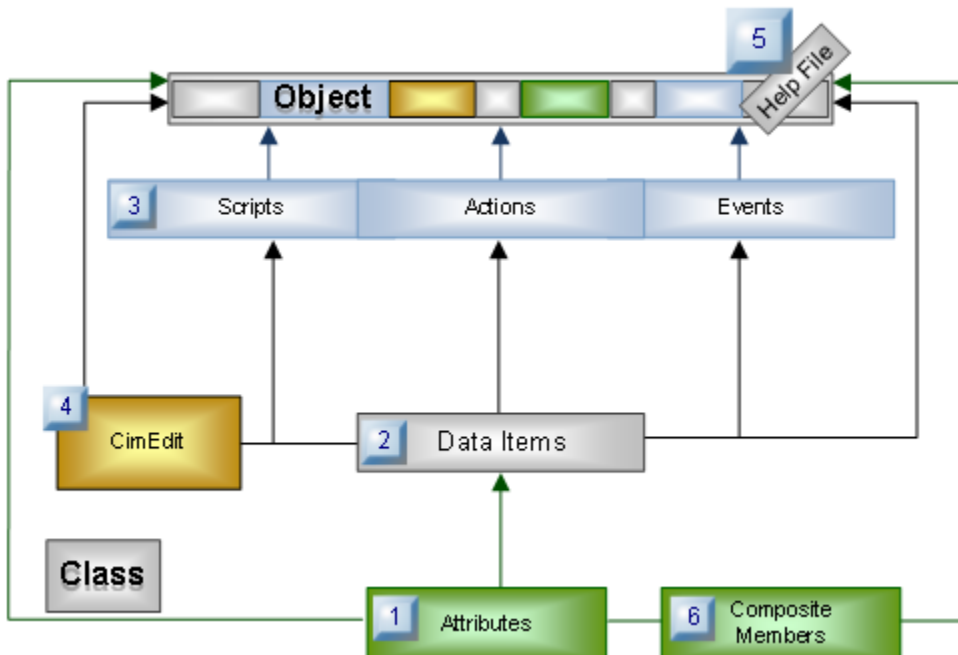 5
Help File
Object
3
Scripts
Actions
Events
4
CimEdit
2
Data Items
Class
1
Attributes
6
Composite
Members